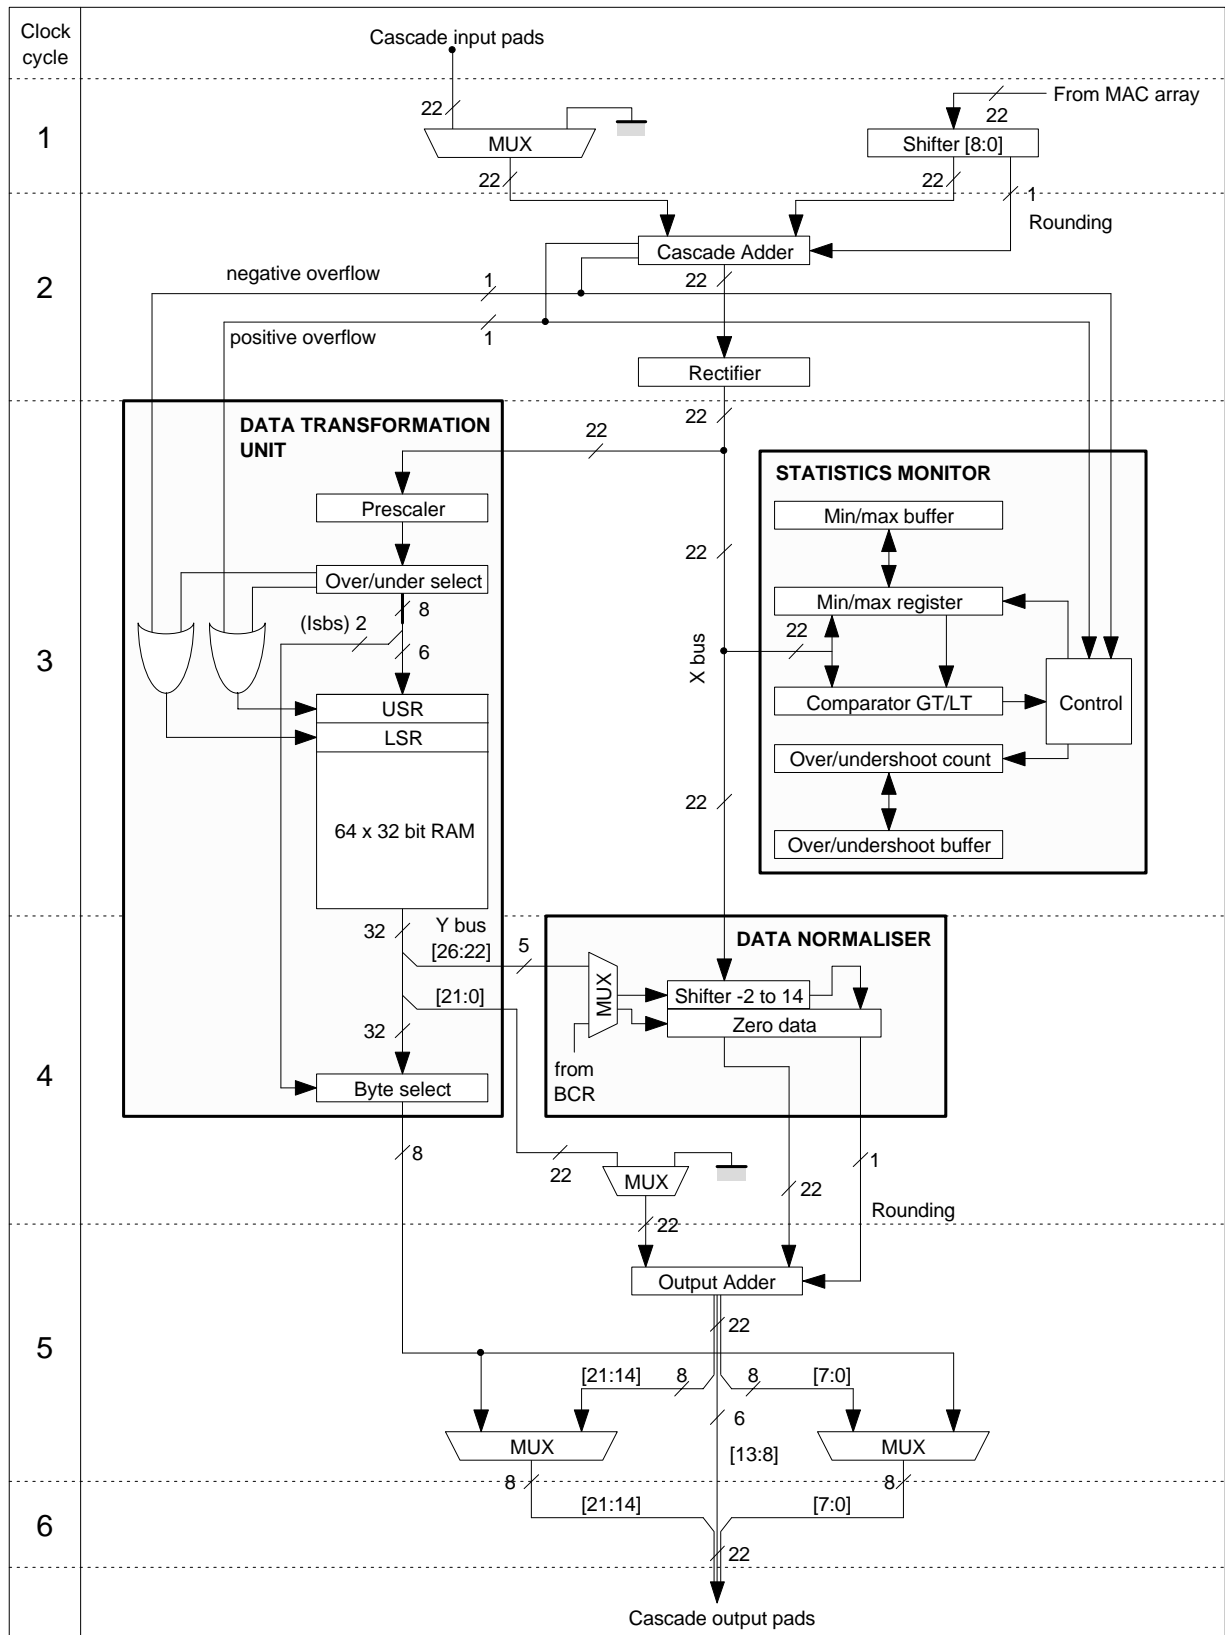 Clock
cycle
Cascade input pads
22
From MAC array
22
1
MUX
Shifter [8:0]
22
22
1
Rounding
Cascade Adder
negative overflow
1
22
2
positive overflow
1
Rectifier
22
DATA TRANSFORMATION
UNIT
22
STATISTICS MONITOR
Prescaler
Min/max buffer
22
Over/under select
8
Min/max register
(lsbs) 2
6
22
3
X bus
USR
Comparator GT/LT
Control
LSR
Over/undershoot count
22
64 x 32 bit RAM
Over/undershoot buffer
Y bus
32
[26:22]
5
DATA NORMALISER
[21:0]
MUX
Shifter -2 to 14
Zero data
32
from
BCR
4
Byte select
8
22
MUX
1
22
22
Rounding
Output Adder
22
5
[21:14]
8
8
[7:0]
6
MUX
[13:8]
MUX
8
8
[21:14]
[7:0]
6
22
Cascade output pads